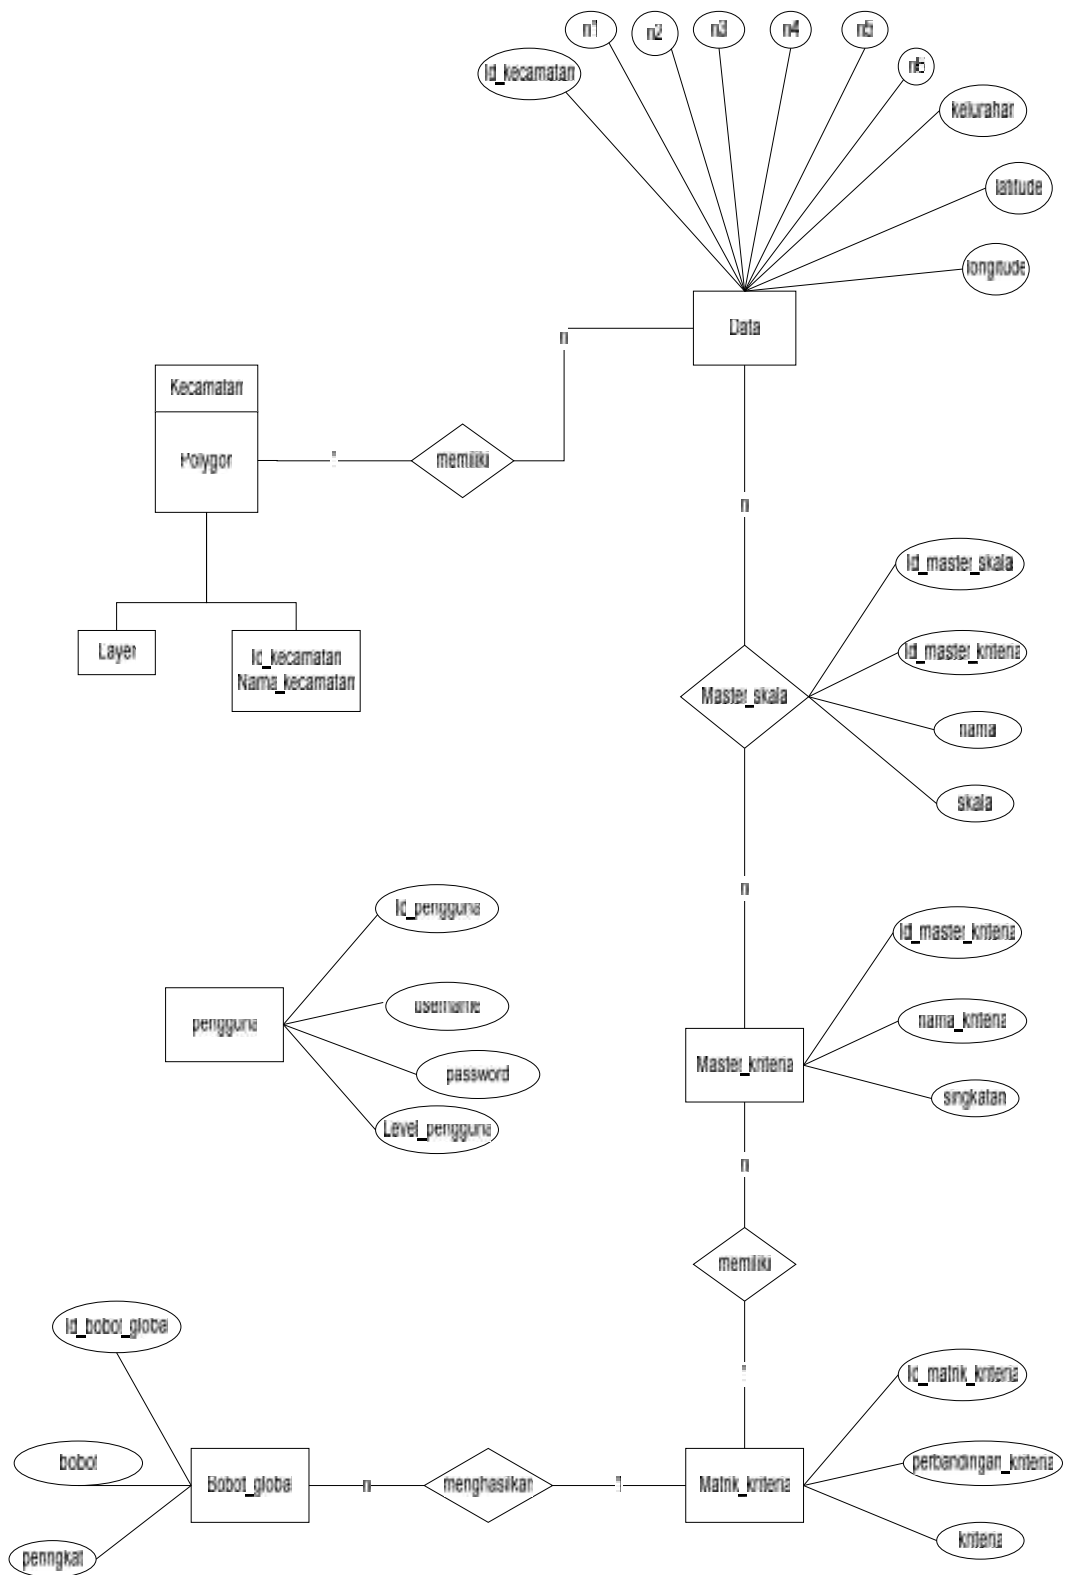 n1
n2
n3
n4
n5
n6
Id_kecamatan
kelurahan
latitude
longitude
Data
n
Kecamatan
Polygon
1
memiliki
n
Id_master_skala
Id_master_kriteria
Layer
Id_kecamatan
Nama_kecamatan
Master_skala
nama
skala
n
Id_pengguna
Id_master_kriteria
username
nama_kriteria
pengguna
Master_kriteria
password
singkatan
Level_pengguna
n
memiliki
Id_bobot_global
1
Id_matrik_kriteria
bobot
perbandingan_kriteria
Bobot_global
n
menghasilkan
1
Matrik_kriteria
kriteria
peringkat